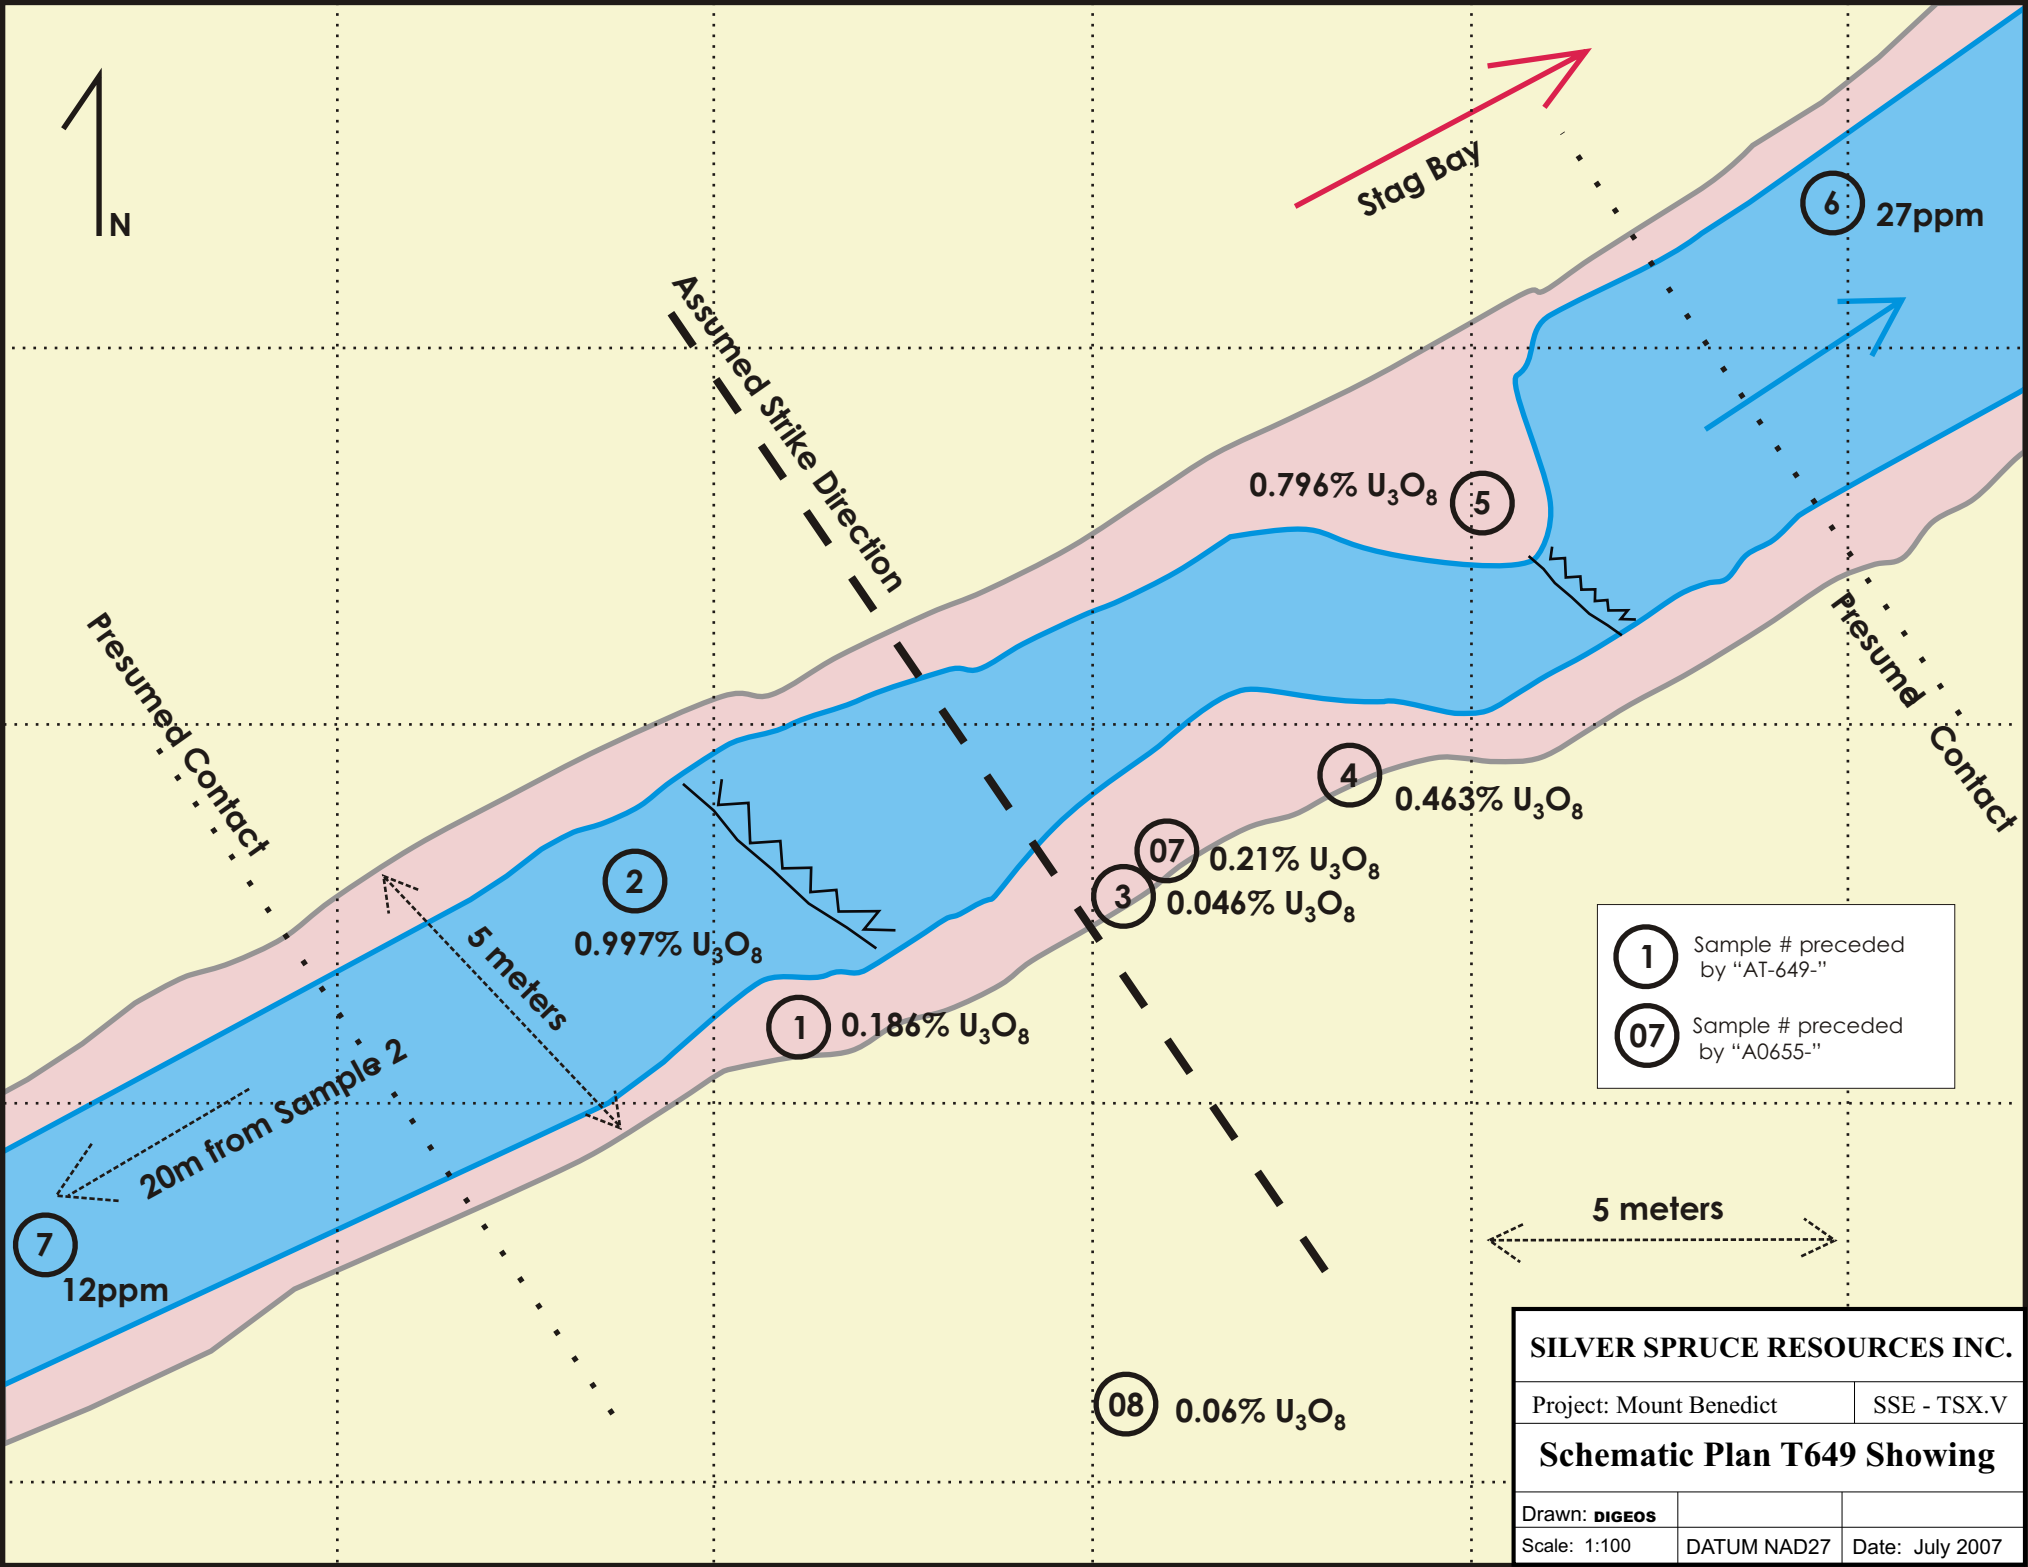 N
Stag Bay
6
27ppm
Assumed Strike Direction
0.796% U₃O₈
5
Presumed Contact
Presumd Contact
4
0.463% U₃O₈
07
0.21% U₃O₈
3
0.046% U₃O₈
2
0.997% U₃O₈
5 meters
1
0.186% U₃O₈
20m from Sample 2
7
12ppm
08
0.06% U₃O₈
1
Sample # preceded
by “AT-649-”
07
Sample # preceded
by “A0655-”
5 meters
SILVER SPRUCE RESOURCES INC.
Project: Mount Benedict
SSE - TSX.V
Schematic Plan T649 Showing
Drawn: DIGEOS
Scale: 1:100
DATUM NAD27
Date: July 2007